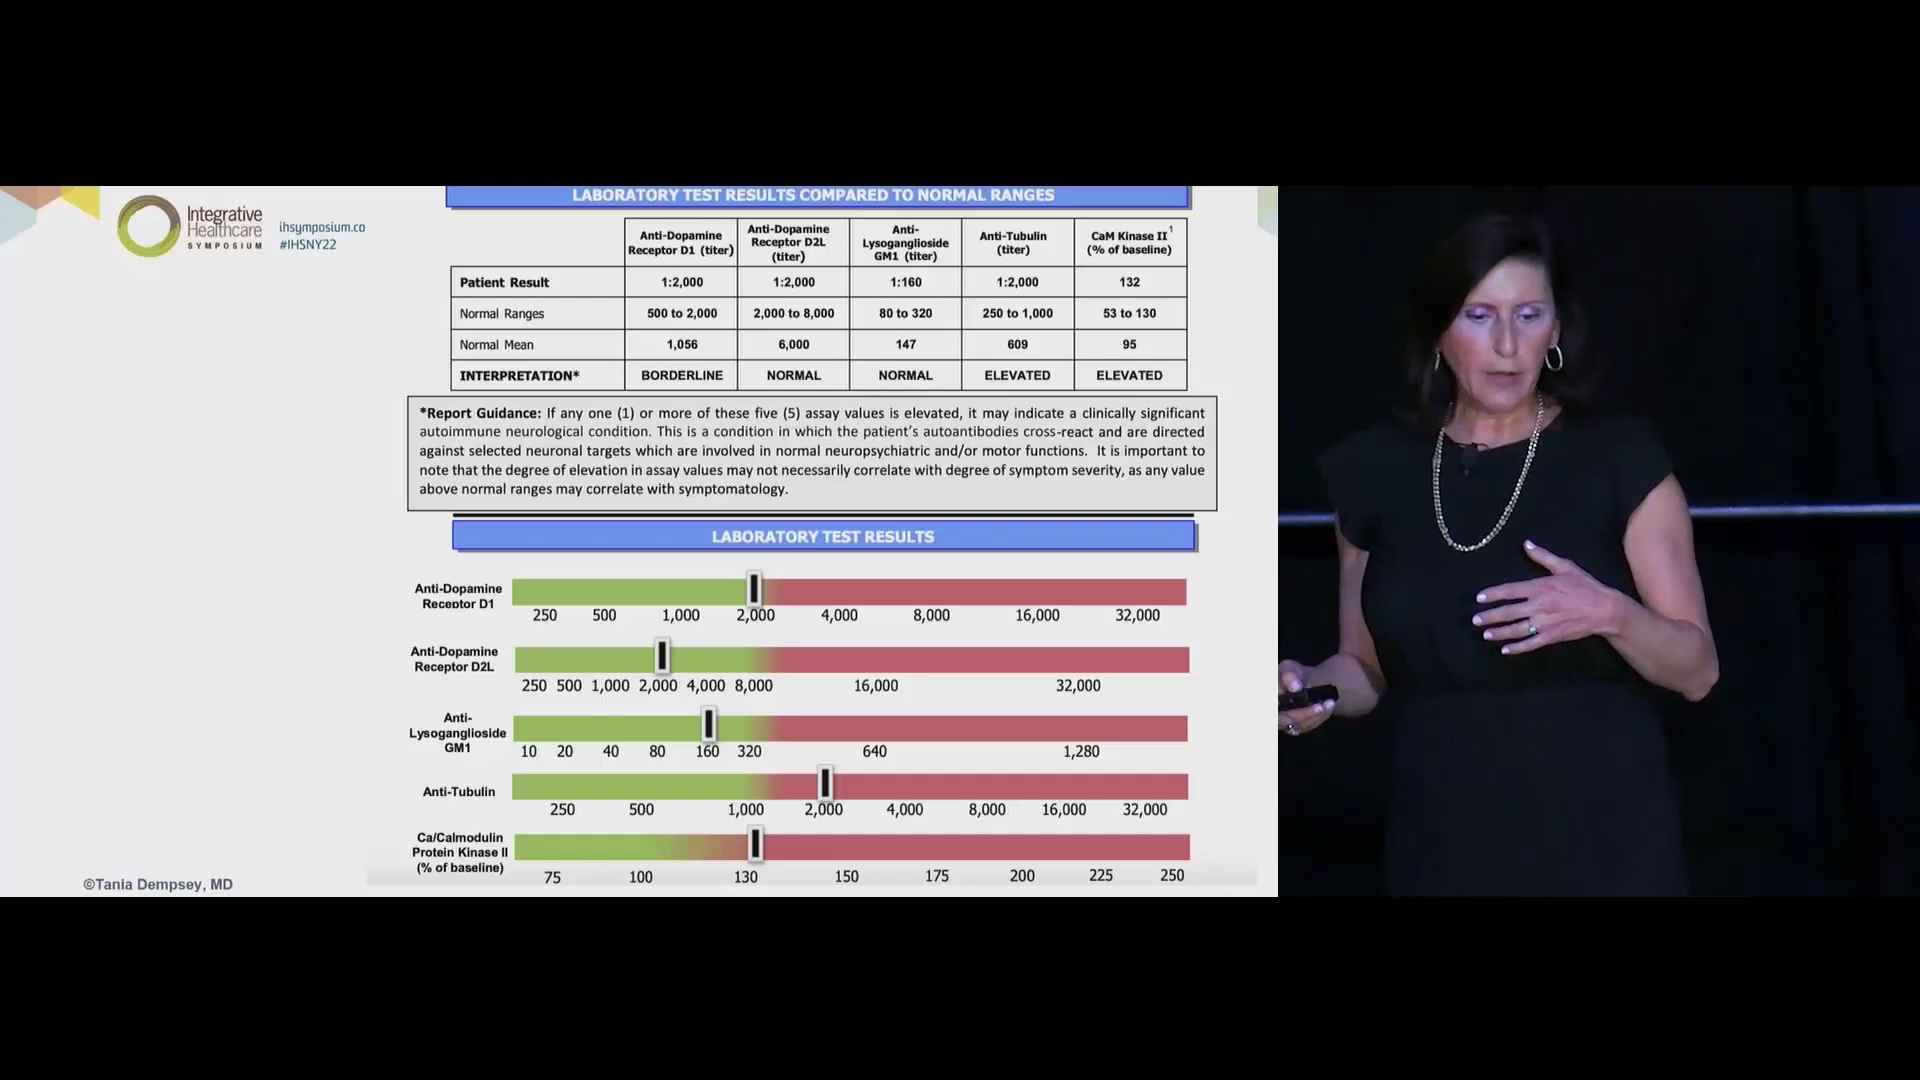 Integrative
Healthcare
SYMPOSIUM
ihsymposium.co
#IHSNY22
LABORATORY TEST RESULTS COMPARED TO NORMAL RANGES
Anti-Dopamine Receptor D1 (titer) Anti-Dopamine Receptor D2L (titer) Anti-Lysoganglioside GM1 (titer) Anti-Tubulin (titer) CaM Kinase II 1 (% of baseline)
Patient Result 1:2,000 1:2,000 1:160 1:2,000 132
Normal Ranges 500 to 2,000 2,000 to 8,000 80 to 320 250 to 1,000 53 to 130
Normal Mean 1,056 6,000 147 609 95
INTERPRETATION* BORDERLINE NORMAL NORMAL ELEVATED ELEVATED
*Report Guidance: If any one (1) or more of these five (5) assay values is elevated, it may indicate a clinically significant
autoimmune neurological condition. This is a condition in which the patient's autoantibodies cross-react and are directed
against selected neuronal targets which are involved in normal neuropsychiatric and/or motor functions. It is important to
note that the degree of elevation in assay values may not necessarily correlate with degree of symptom severity, as any value
above normal ranges may correlate with symptomatology.
LABORATORY TEST RESULTS
Anti-Dopamine
Receptor D1
250 500 1,000 2,000 4,000 8,000 16,000 32,000
Anti-Dopamine
Receptor D2L
250 500 1,000 2,000 4,000 8,000 16,000 32,000
Anti-
Lysoganglioside
GM1
10 20 40 80 160 320 640 1,280
Anti-Tubulin
250 500 1,000 2,000 4,000 8,000 16,000 32,000
Ca/Calmodulin
Protein Kinase II
(% of baseline)
75 100 130 150 175 200 225 250
©Tania Dempsey, MD